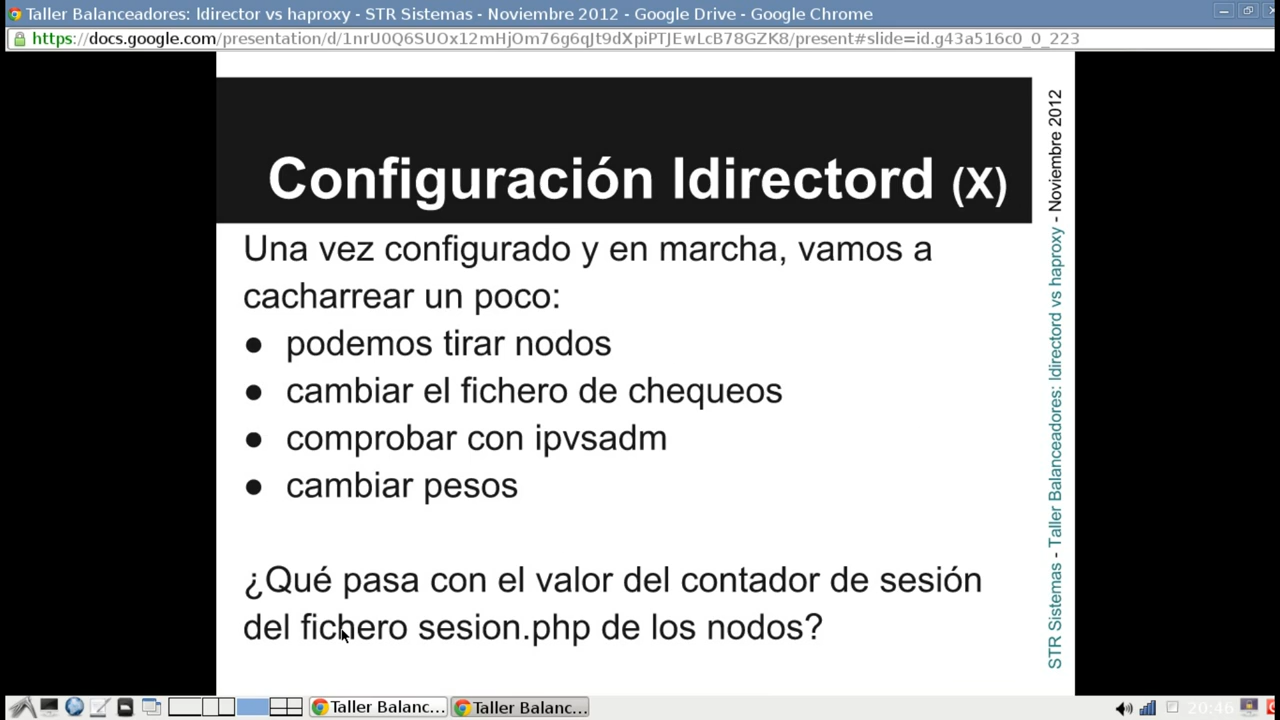 Taller Balanceadores: ldirector vs haproxy - STR Sistemas - Noviembre 2012 - Google Drive - Google Chrome
https://docs.google.com/presentation/d/1nrU0Q6SUOx12mHjOm76g6qJt9dXpiPTJEwLcB78GZK8/present#slide=id.g43a516c0_0_223
Configuración ldirectord (X)
Una vez configurado y en marcha, vamos a
cacharrear un poco:
● podemos tirar nodos
● cambiar el fichero de chequeos
● comprobar con ipvsadm
● cambiar pesos
¿Qué pasa con el valor del contador de sesión
del fichero sesion.php de los nodos?
STR Sistemas - Taller Balanceadores: ldirectord vs haproxy - Noviembre 2012
Taller Balanc...
Taller Balanc...
20:46